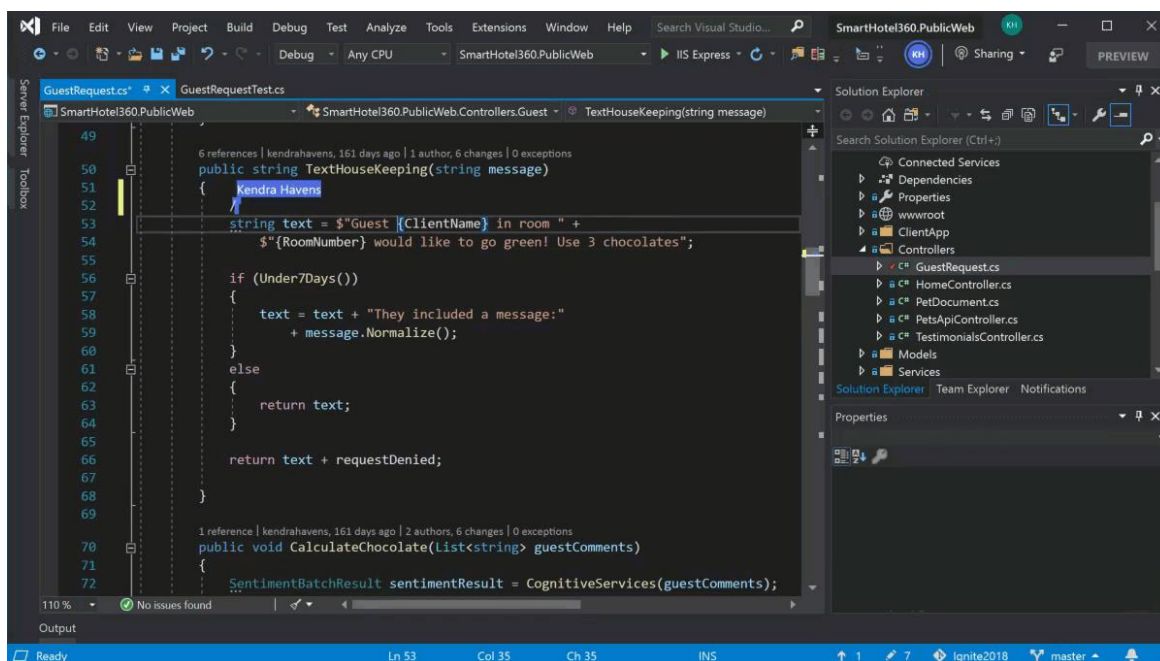 File Edit View Project Build Debug Test Analyze Tools Extensions Window Help Search Visual Studio... SmartHotel360.PublicWeb KH
Debug Any CPU SmartHotel360.PublicWeb IIS Express KH Sharing PREVIEW
Server Explorer
Toolbox
GuestRequest.cs* GuestRequestTest.cs
SmartHotel360.PublicWeb SmartHotel360.PublicWeb.Controllers.Guest TextHouseKeeping(string message)
49
6 references | kendrahavens, 161 days ago | 1 author, 6 changes | 0 exceptions
50 public string TextHouseKeeping(string message)
51 { Kendra Havens
52 /
53 string text = $"Guest {ClientName} in room " +
54 $"{RoomNumber} would like to go green! Use 3 chocolates";
55
56 if (Under7Days())
57 {
58 text = text + "They included a message:"
59 + message.Normalize();
60 }
61 else
62 {
63 return text;
64 }
65
66 return text + requestDenied;
67
68 }
69
1 reference | kendrahavens, 161 days ago | 2 authors, 6 changes | 0 exceptions
70 public void CalculateChocolate(List<string> guestComments)
71 {
72 SentimentBatchResult sentimentResult = CognitiveServices(guestComments);
110 % No issues found
Output
Solution Explorer
Search Solution Explorer (Ctrl+;)
Connected Services
Dependencies
Properties
wwwroot
ClientApp
Controllers
C# GuestRequest.cs
C# HomeController.cs
C# PetDocument.cs
C# PetsApiController.cs
C# TestimonialsController.cs
Models
Services
Solution Explorer Team Explorer Notifications
Properties
Ready Ln 53 Col 35 Ch 35 INS 1 7 Ignite2018 master